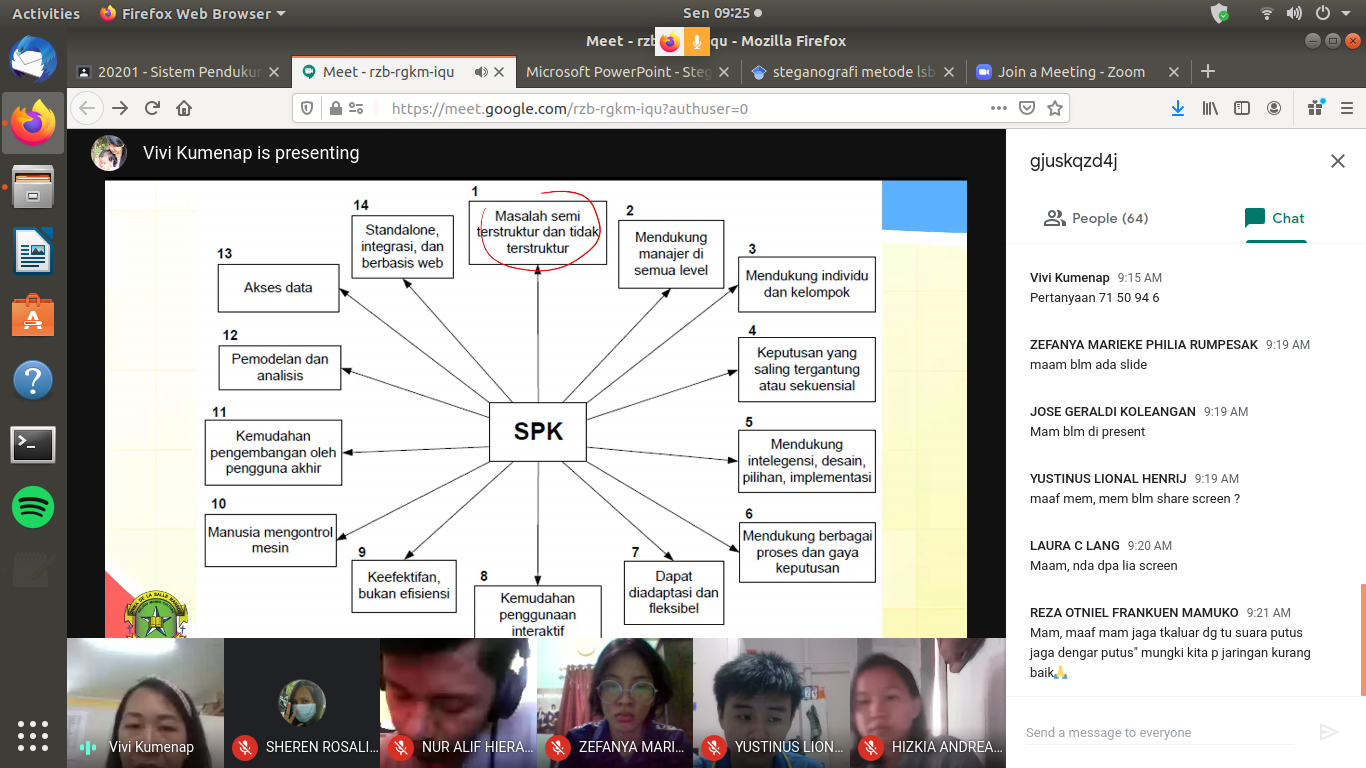 Activities
Firefox Web Browser
Sen 09:25
Meet - rzb-rgkm-iqu - Mozilla Firefox
20201 - Sistem Pendukun
Meet - rzb-rgkm-iqu
Microsoft PowerPoint - Steg
steganografi metode lsb
Join a Meeting - Zoom
https://meet.google.com/rzb-rgkm-iqu?authuser=0
Vivi Kumenap is presenting
1
Masalah semi
terstruktur dan tidak
terstruktur
2
Mendukung
manajer di
semua level
3
Mendukung individu
dan kelompok
4
Keputusan yang
saling tergantung
atau sekuensial
5
Mendukung
intelegensi, desain,
pilihan, implementasi
6
Mendukung berbagai
proses dan gaya
keputusan
7
Dapat
diadaptasi dan
fleksibel
8
Kemudahan
penggunaan
interaktif
9
Keefektifan,
bukan efisiensi
10
Manusia mengontrol
mesin
11
Kemudahan
pengembangan oleh
pengguna akhir
12
Pemodelan dan
analisis
13
Akses data
14
Standalone,
integrasi, dan
berbasis web
SPK
Vivi Kumenap
SHEREN ROSALI...
NUR ALIF HIERA...
ZEFANYA MARI...
YUSTINUS LION...
HIZKIA ANDREA...
gjuskqzd4j
People (64)
Chat
Vivi Kumenap 9:15 AM
Pertanyaan 71 50 94 6
ZEFANYA MARIEKE PHILIA RUMPESAK 9:19 AM
maam blm ada slide
JOSE GERALDI KOLEANGAN 9:19 AM
Mam blm di present
YUSTINUS LIONAL HENRIJ 9:19 AM
maaf mem, mem blm share screen ?
LAURA C LANG 9:20 AM
Maam, nda dpa lia screen
REZA OTNIEL FRANKUEN MAMUKO 9:21 AM
Mam, maaf mam jaga tkaluar dg tu suara putus
jaga dengar putus" mungki kita p jaringan kurang
baik🙏
Send a message to everyone